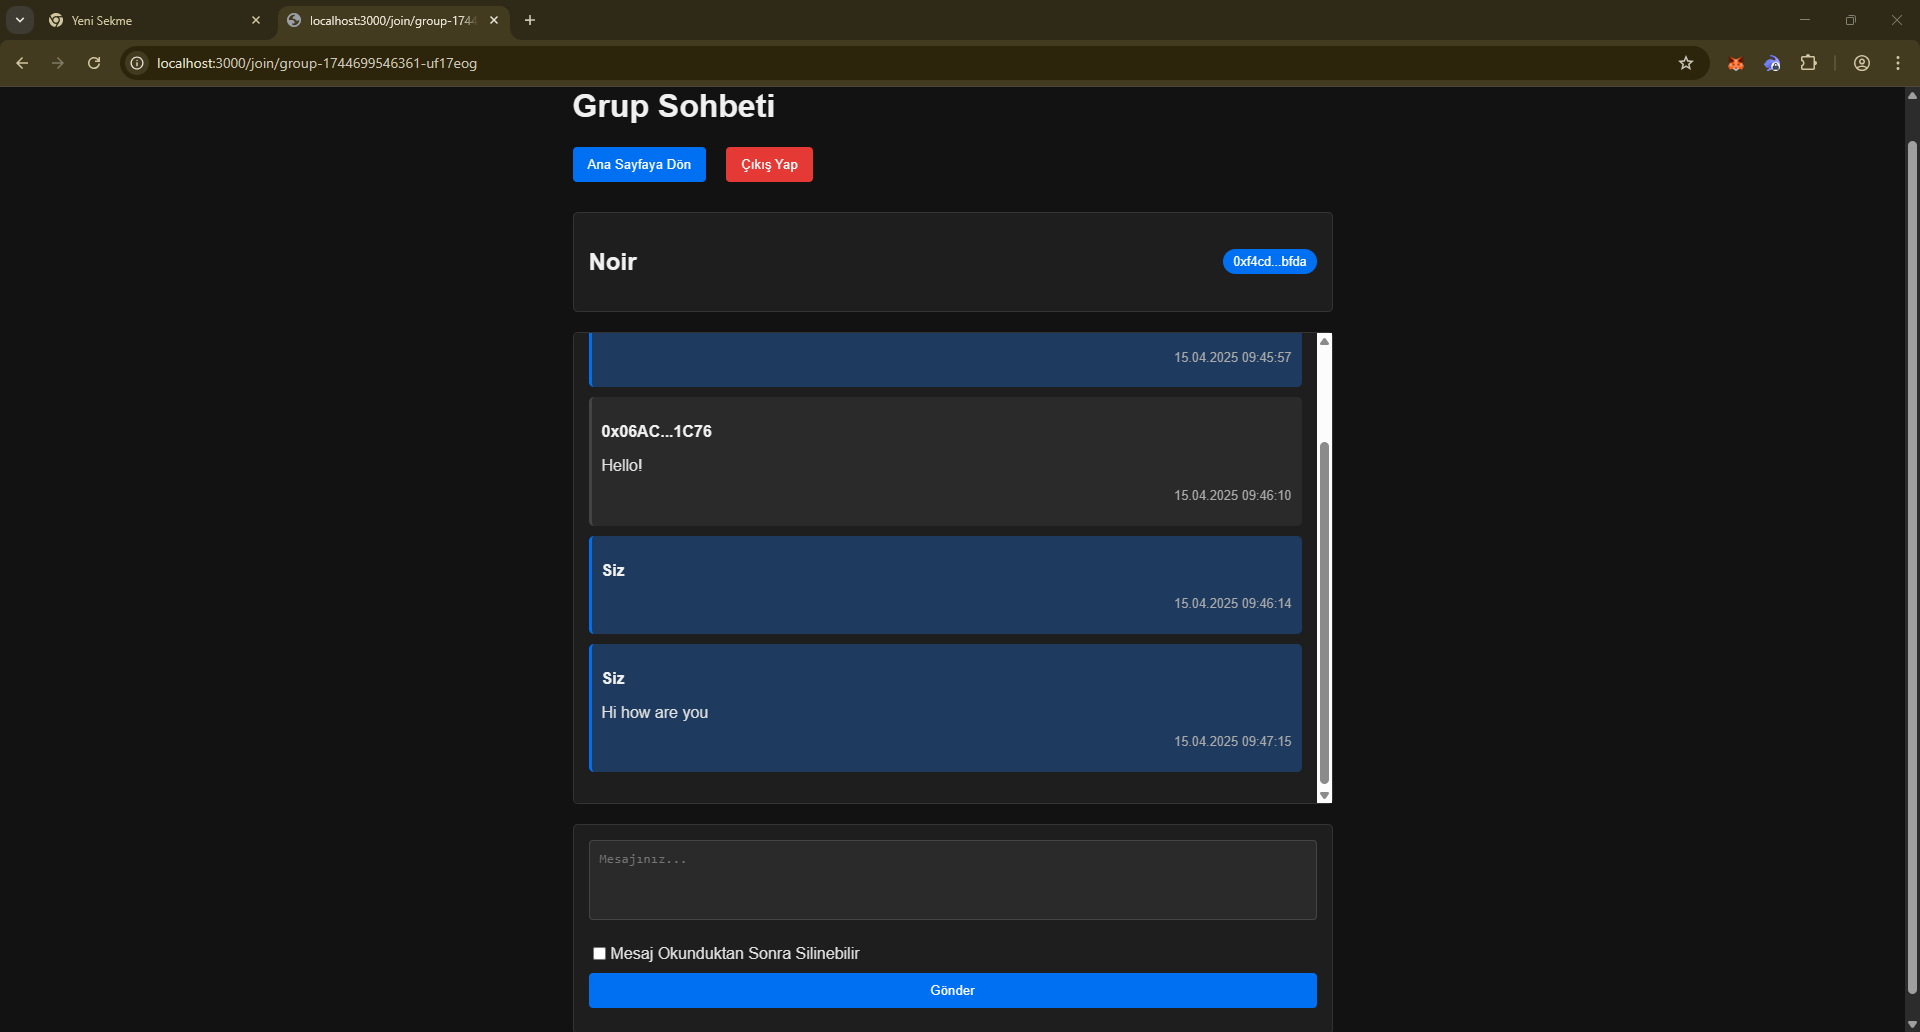 Yeni Sekme
localhost:3000/join/group-1744
localhost:3000/join/group-1744699546361-uf17eog
Grup Sohbeti
Ana Sayfaya Dön
Çıkış Yap
Noir
0xf4cd...bfda
15.04.2025 09:45:57
0x06AC...1C76
Hello!
15.04.2025 09:46:10
Siz
15.04.2025 09:46:14
Siz
Hi how are you
15.04.2025 09:47:15
Mesajınız...
Mesaj Okunduktan Sonra Silinebilir
Gönder